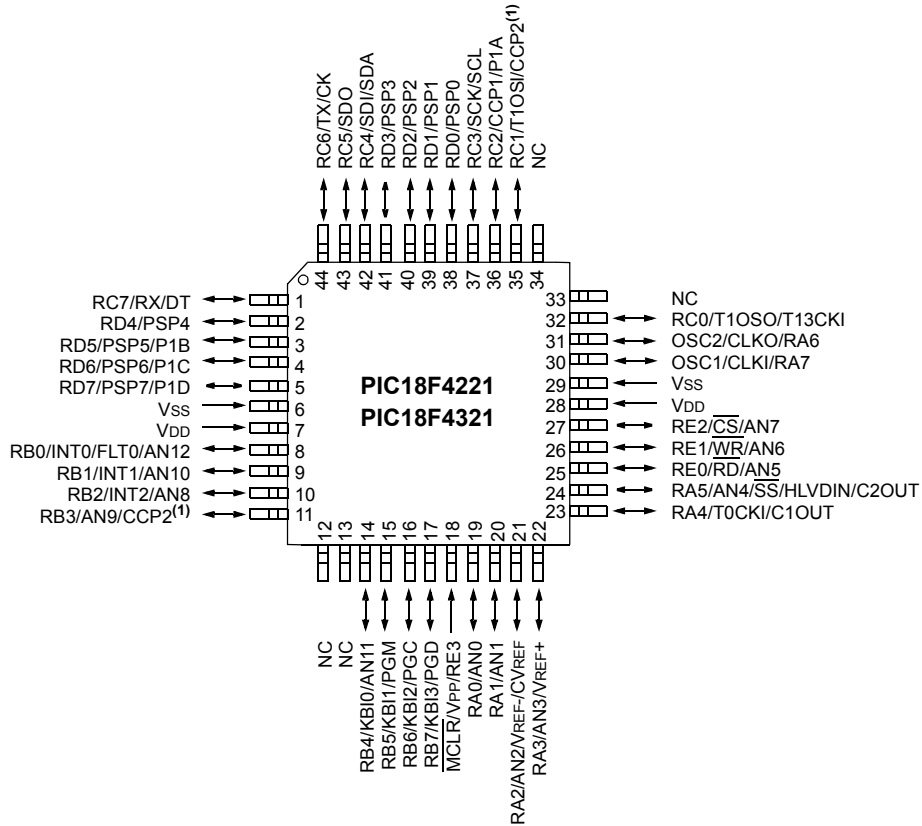 RC6/TX/CK
RC5/SDO
RC4/SDI/SDA
RD3/PSP3
RD2/PSP2
RD1/PSP1
RD0/PSP0
RC3/SCK/SCL
RC2/CCP1/P1A
RC1/T1OSI/CCP2(1)
NC
44
43
42
41
40
39
38
37
36
35
34
RC7/RX/DT
1
RD4/PSP4
2
RD5/PSP5/P1B
3
RD6/PSP6/P1C
4
RD7/PSP7/P1D
5
VSS
6
VDD
7
RB0/INT0/FLT0/AN12
8
RB1/INT1/AN10
9
RB2/INT2/AN8
10
RB3/AN9/CCP2(1)
11
PIC18F4221
PIC18F4321
33
NC
32
RC0/T1OSO/T13CKI
31
OSC2/CLKO/RA6
30
OSC1/CLKI/RA7
29
VSS
28
VDD
27
RE2/CS/AN7
26
RE1/WR/AN6
25
RE0/RD/AN5
24
RA5/AN4/SS/HLVDIN/C2OUT
23
RA4/T0CKI/C1OUT
12
13
14
15
16
17
18
19
20
21
22
NC
NC
RB4/KBI0/AN11
RB5/KBI1/PGM
RB6/KBI2/PGC
RB7/KBI3/PGD
MCLR/VPP/RE3
RA0/AN0
RA1/AN1
RA2/AN2/VREF-/CVREF
RA3/AN3/VREF+